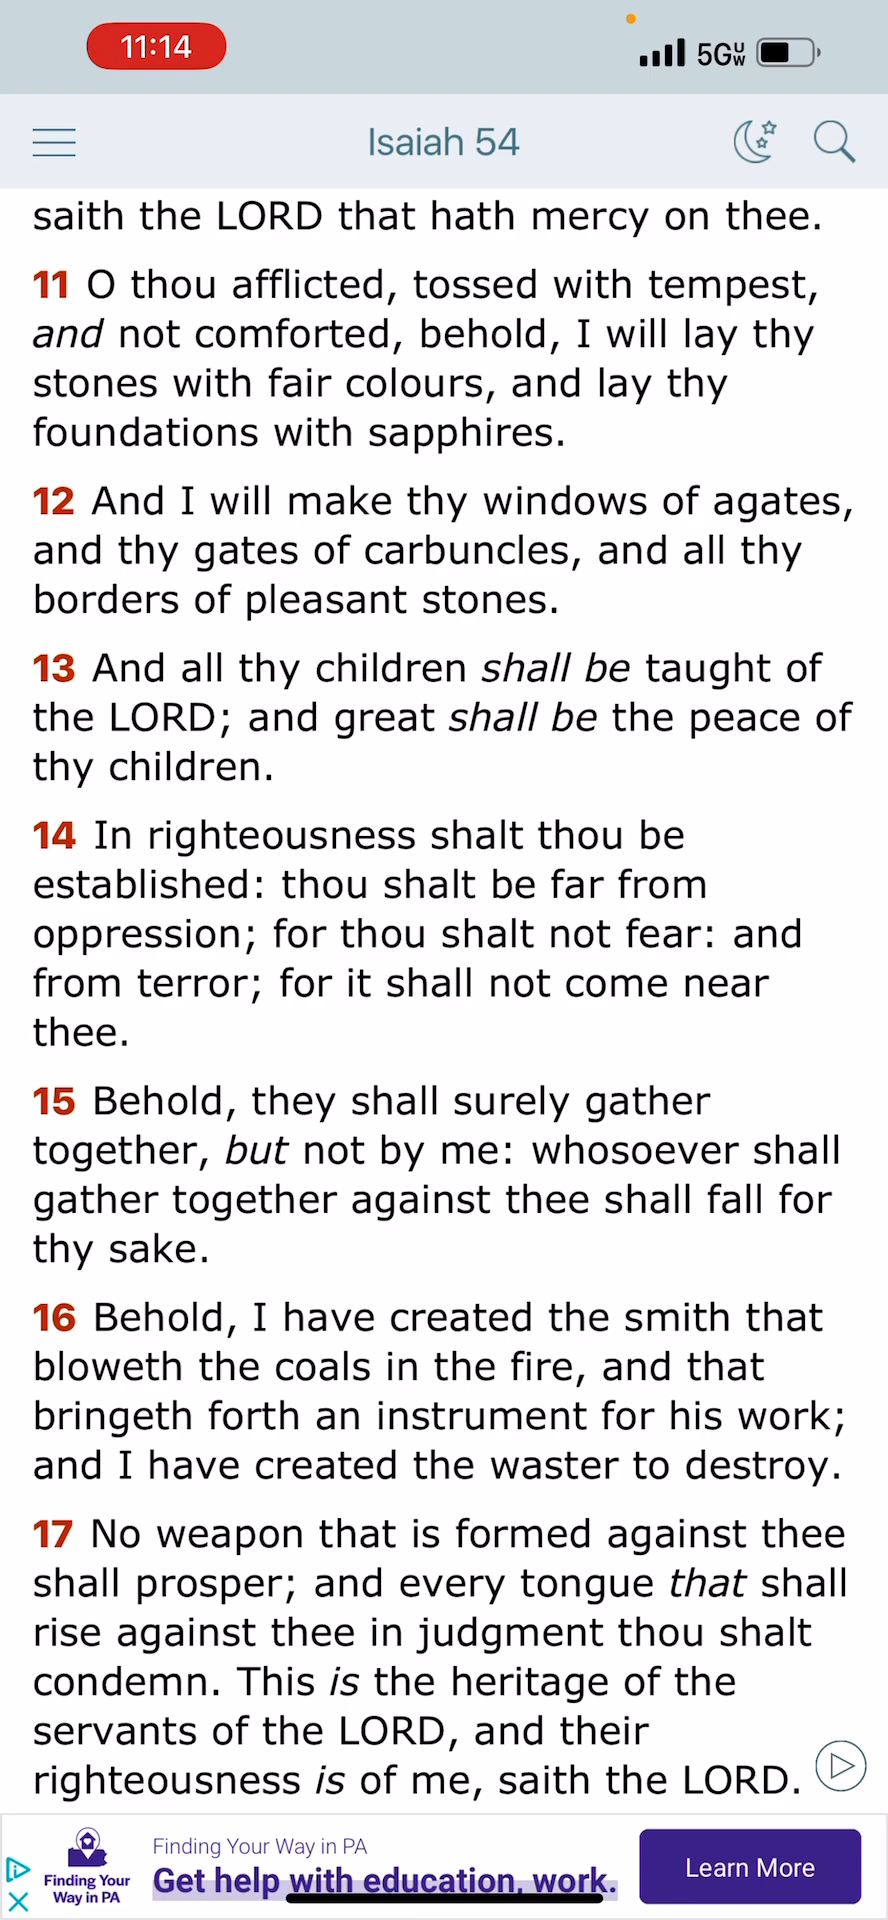 11:14
5GUW
Isaiah 54
saith the LORD that hath mercy on thee.
11 O thou afflicted, tossed with tempest,
and not comforted, behold, I will lay thy
stones with fair colours, and lay thy
foundations with sapphires.
12 And I will make thy windows of agates,
and thy gates of carbuncles, and all thy
borders of pleasant stones.
13 And all thy children shall be taught of
the LORD; and great shall be the peace of
thy children.
14 In righteousness shalt thou be
established: thou shalt be far from
oppression; for thou shalt not fear: and
from terror; for it shall not come near
thee.
15 Behold, they shall surely gather
together, but not by me: whosoever shall
gather together against thee shall fall for
thy sake.
16 Behold, I have created the smith that
bloweth the coals in the fire, and that
bringeth forth an instrument for his work;
and I have created the waster to destroy.
17 No weapon that is formed against thee
shall prosper; and every tongue that shall
rise against thee in judgment thou shalt
condemn. This is the heritage of the
servants of the LORD, and their
righteousness is of me, saith the LORD.
Finding Your
Way in PA
Finding Your Way in PA
Get help with education, work.
Learn More